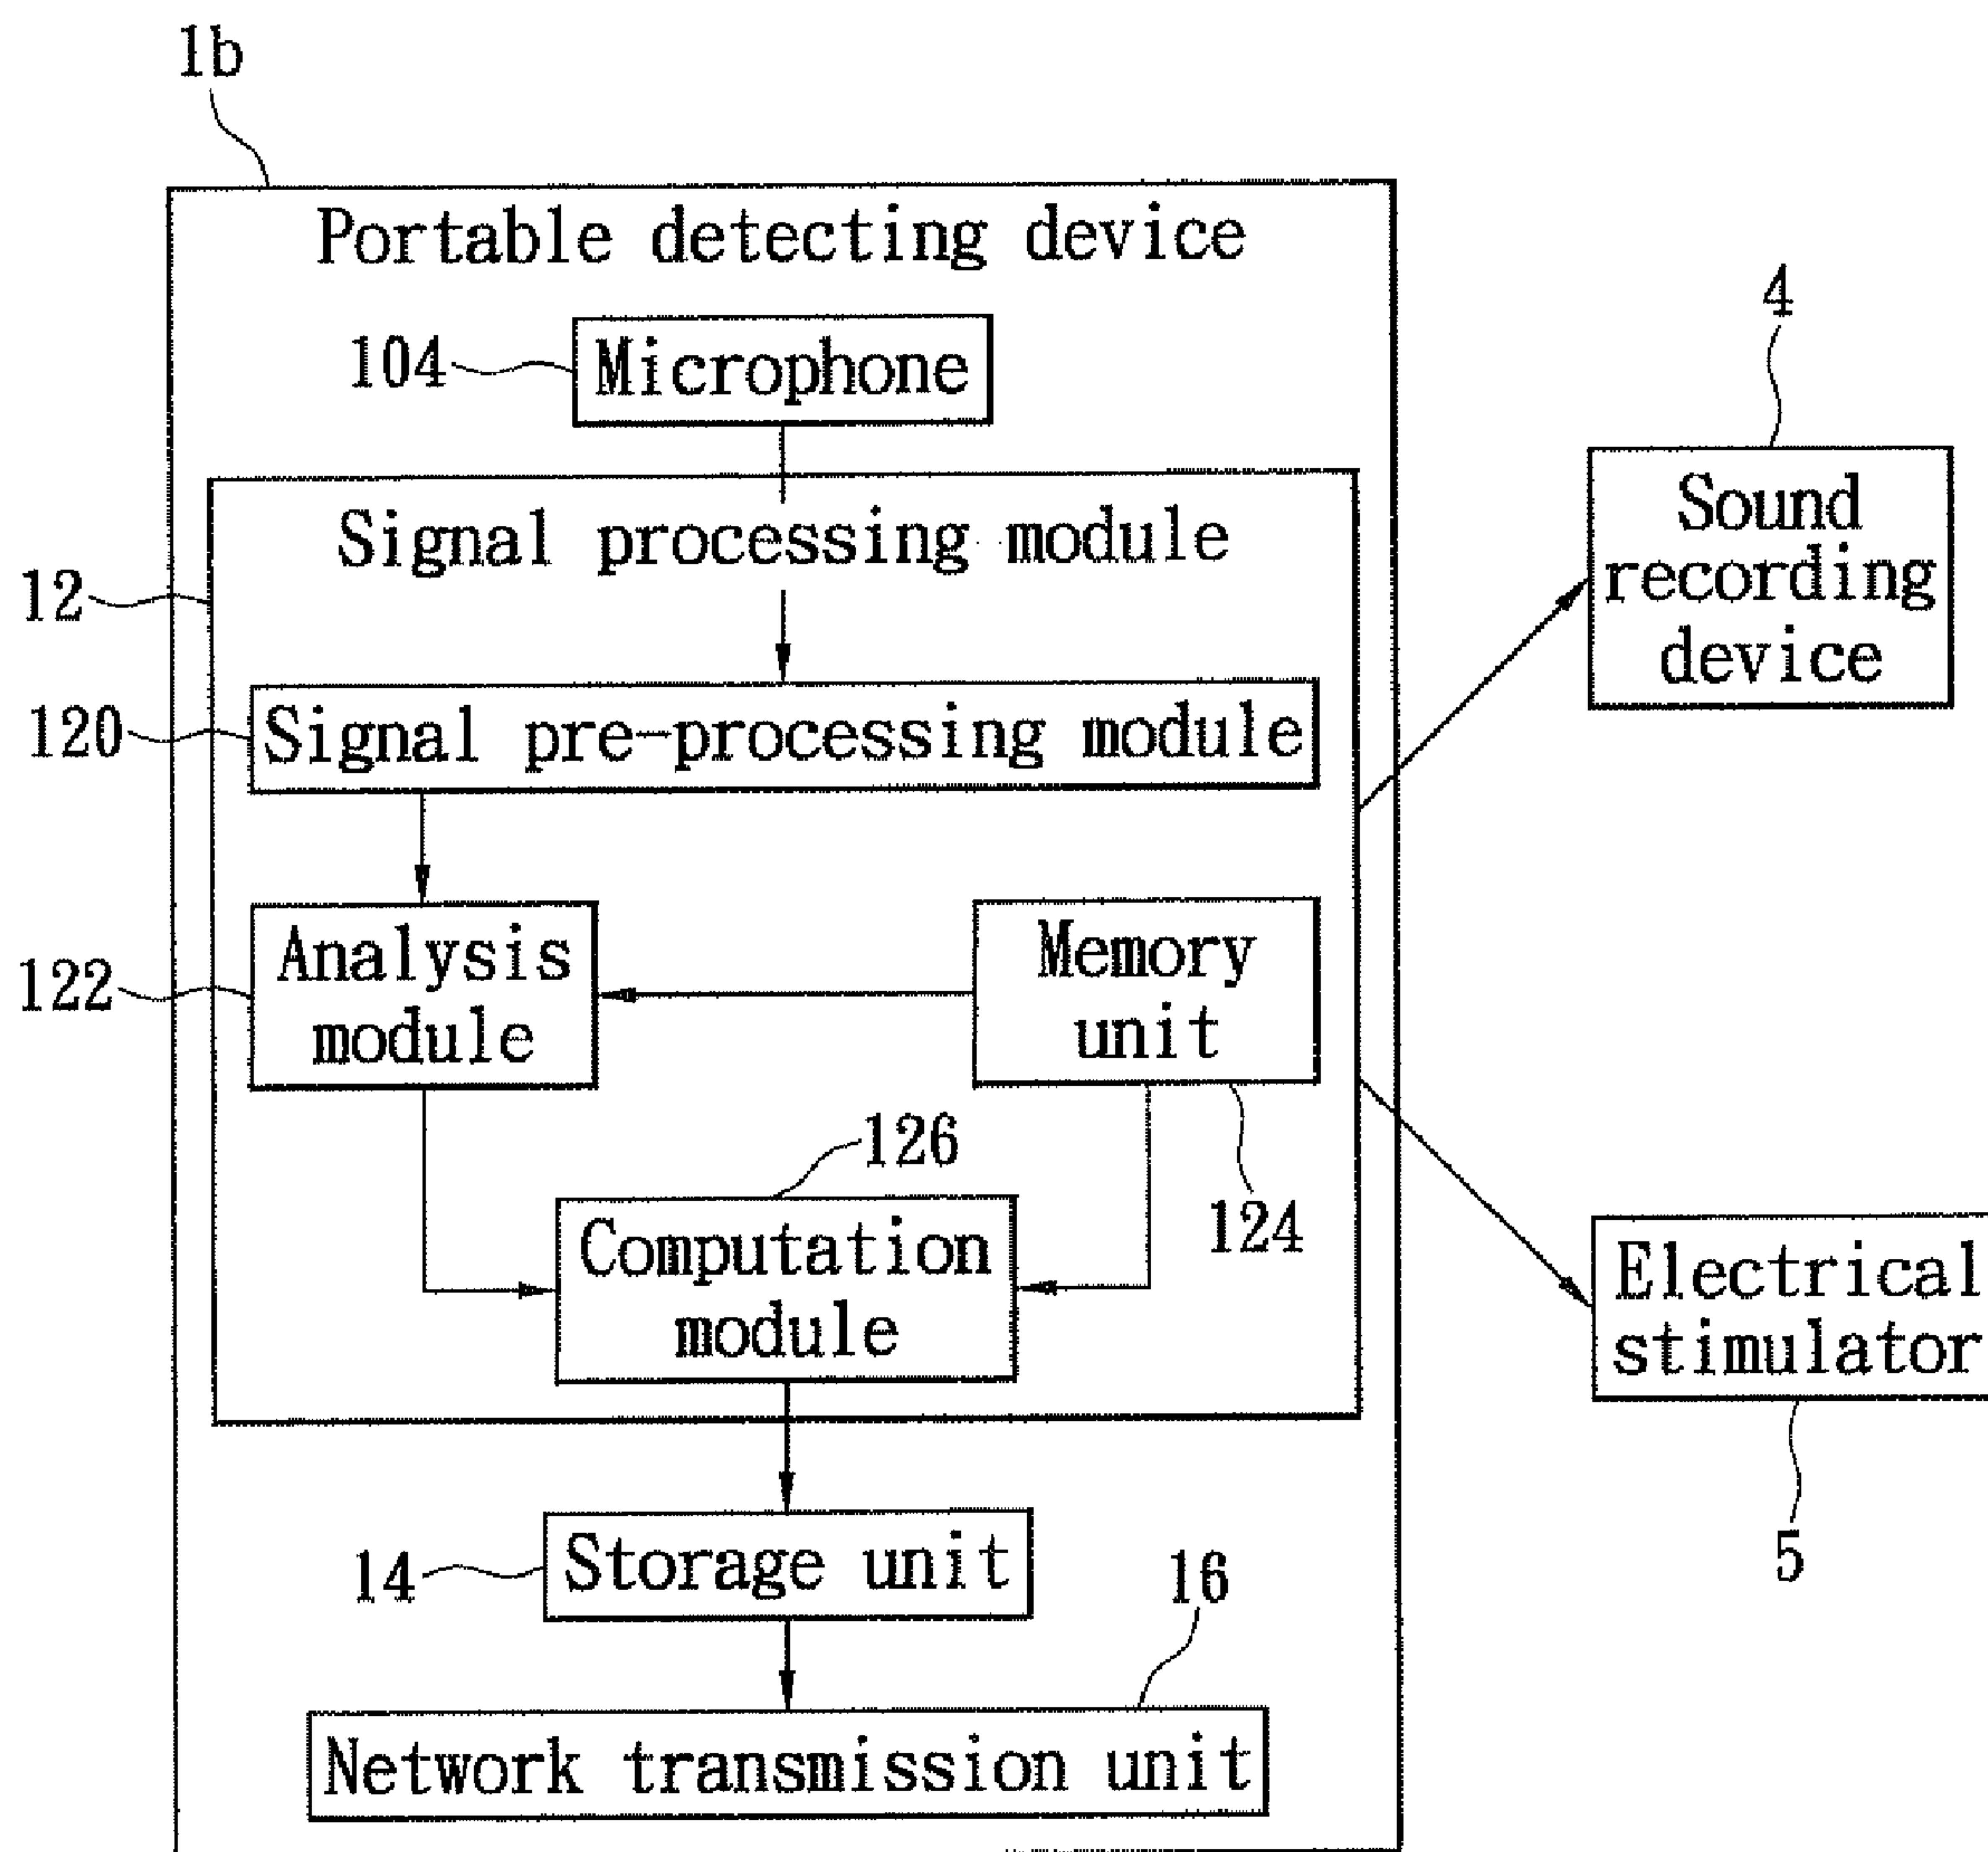 1b
Portable detecting device
4
104
Microphone
Sound
recording
device
Signal processing module
12
120
Signal pre-processing module
Analysis
module
122
Memory
unit
126
124
Computation
module
Electrical
stimulator
5
14
Storage unit
16
Network transmission unit